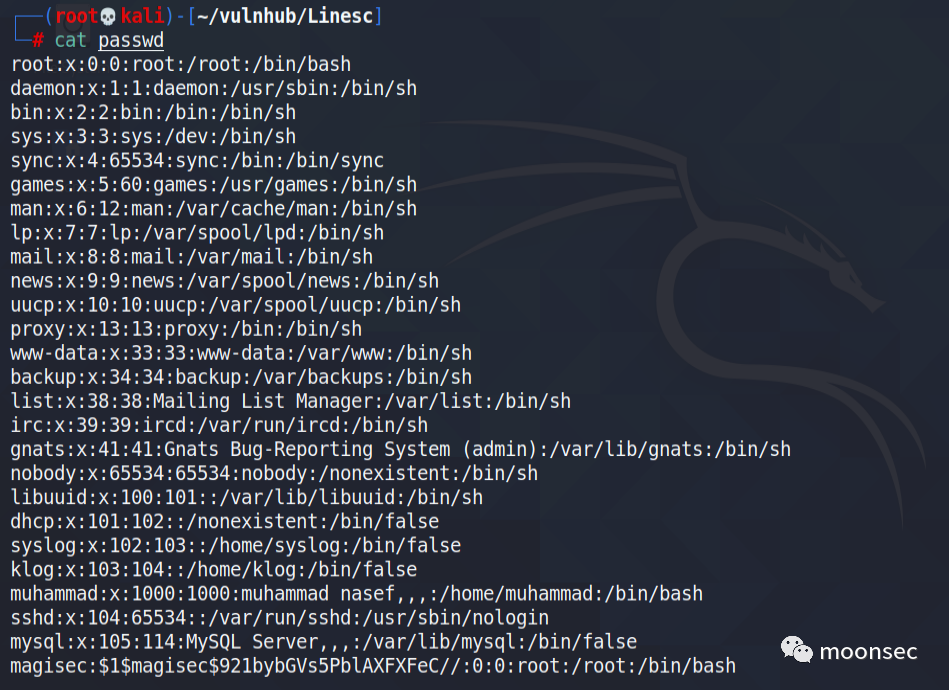 (root💀kali)-[~/vulnhub/Linesc]
# cat passwd
root:x:0:0:root:/root:/bin/bash
daemon:x:1:1:daemon:/usr/sbin:/bin/sh
bin:x:2:2:bin:/bin:/bin/sh
sys:x:3:3:sys:/dev:/bin/sh
sync:x:4:65534:sync:/bin:/bin/sync
games:x:5:60:games:/usr/games:/bin/sh
man:x:6:12:man:/var/cache/man:/bin/sh
lp:x:7:7:lp:/var/spool/lpd:/bin/sh
mail:x:8:8:mail:/var/mail:/bin/sh
news:x:9:9:news:/var/spool/news:/bin/sh
uucp:x:10:10:uucp:/var/spool/uucp:/bin/sh
proxy:x:13:13:proxy:/bin:/bin/sh
www-data:x:33:33:www-data:/var/www:/bin/sh
backup:x:34:34:backup:/var/backups:/bin/sh
list:x:38:38:Mailing List Manager:/var/list:/bin/sh
irc:x:39:39:ircd:/var/run/ircd:/bin/sh
gnats:x:41:41:Gnats Bug-Reporting System (admin):/var/lib/gnats:/bin/sh
nobody:x:65534:65534:nobody:/nonexistent:/bin/sh
libuuid:x:100:101::/var/lib/libuuid:/bin/sh
dhcp:x:101:102::/nonexistent:/bin/false
syslog:x:102:103::/home/syslog:/bin/false
klog:x:103:104::/home/klog:/bin/false
muhammad:x:1000:1000:muhammad nasef,,,:/home/muhammad:/bin/bash
sshd:x:104:65534::/var/run/sshd:/usr/sbin/nologin
mysql:x:105:114:MySQL Server,,,:/var/lib/mysql:/bin/false
magisec:$1$magisec$921bybGVs5PblAXFXFeC//:0:0:root:/root:/bin/bash
moonsec